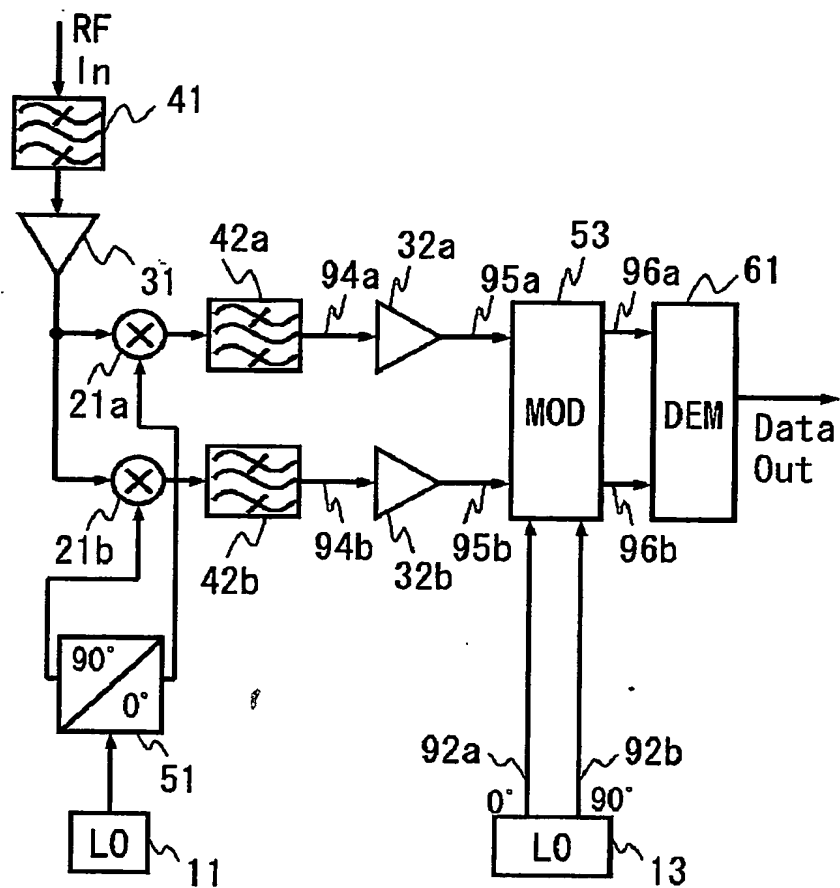 RF
In
41
31
42a
94a
32a
95a
53
96a
61
21a
MOD
DEM
Data
Out
21b
42b
94b
32b
95b
96b
90°
0°
51
92a
92b
0°
90°
LO
11
LO
13